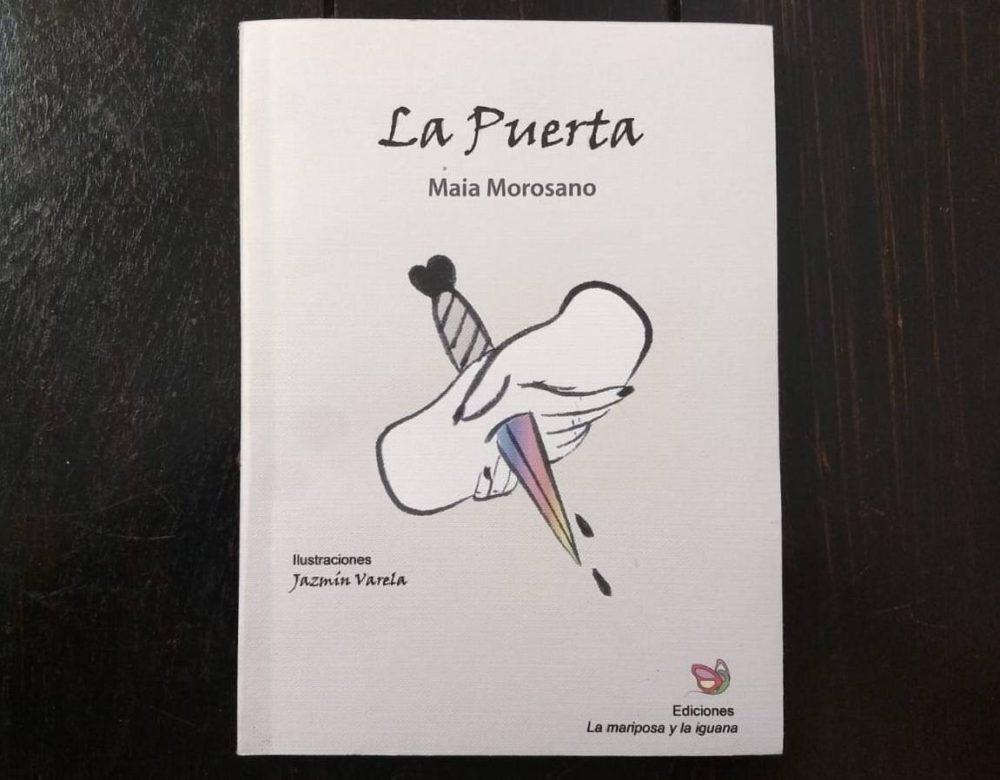 La Puerta
Maia Morosano
Ilustraciones
Jazmín Varela
Ediciones
La mariposa y la iguana